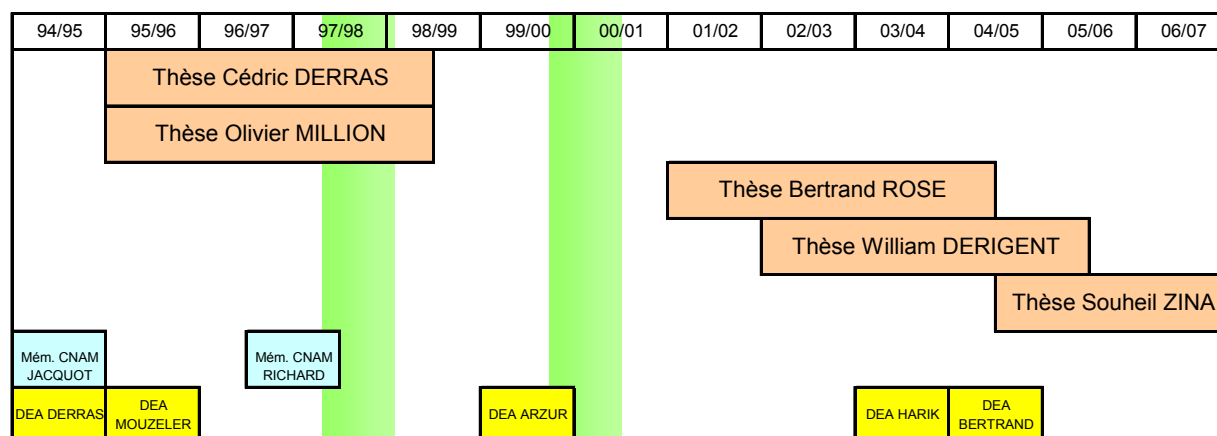 94/95 95/96 96/97 97/98 98/99 99/00 00/01 01/02 02/03 03/04 04/05 05/06 06/07
Thèse Cédric DERRAS
Thèse Olivier MILLION
Thèse Bertrand ROSE
Thèse William DERIGENT
Thèse Souheil ZINA
Mém. CNAM
JACQUOT
Mém. CNAM
RICHARD
DEA DERRAS
DEA
MOUZELER
DEA ARZUR
DEA HARIK
DEA
BERTRAND